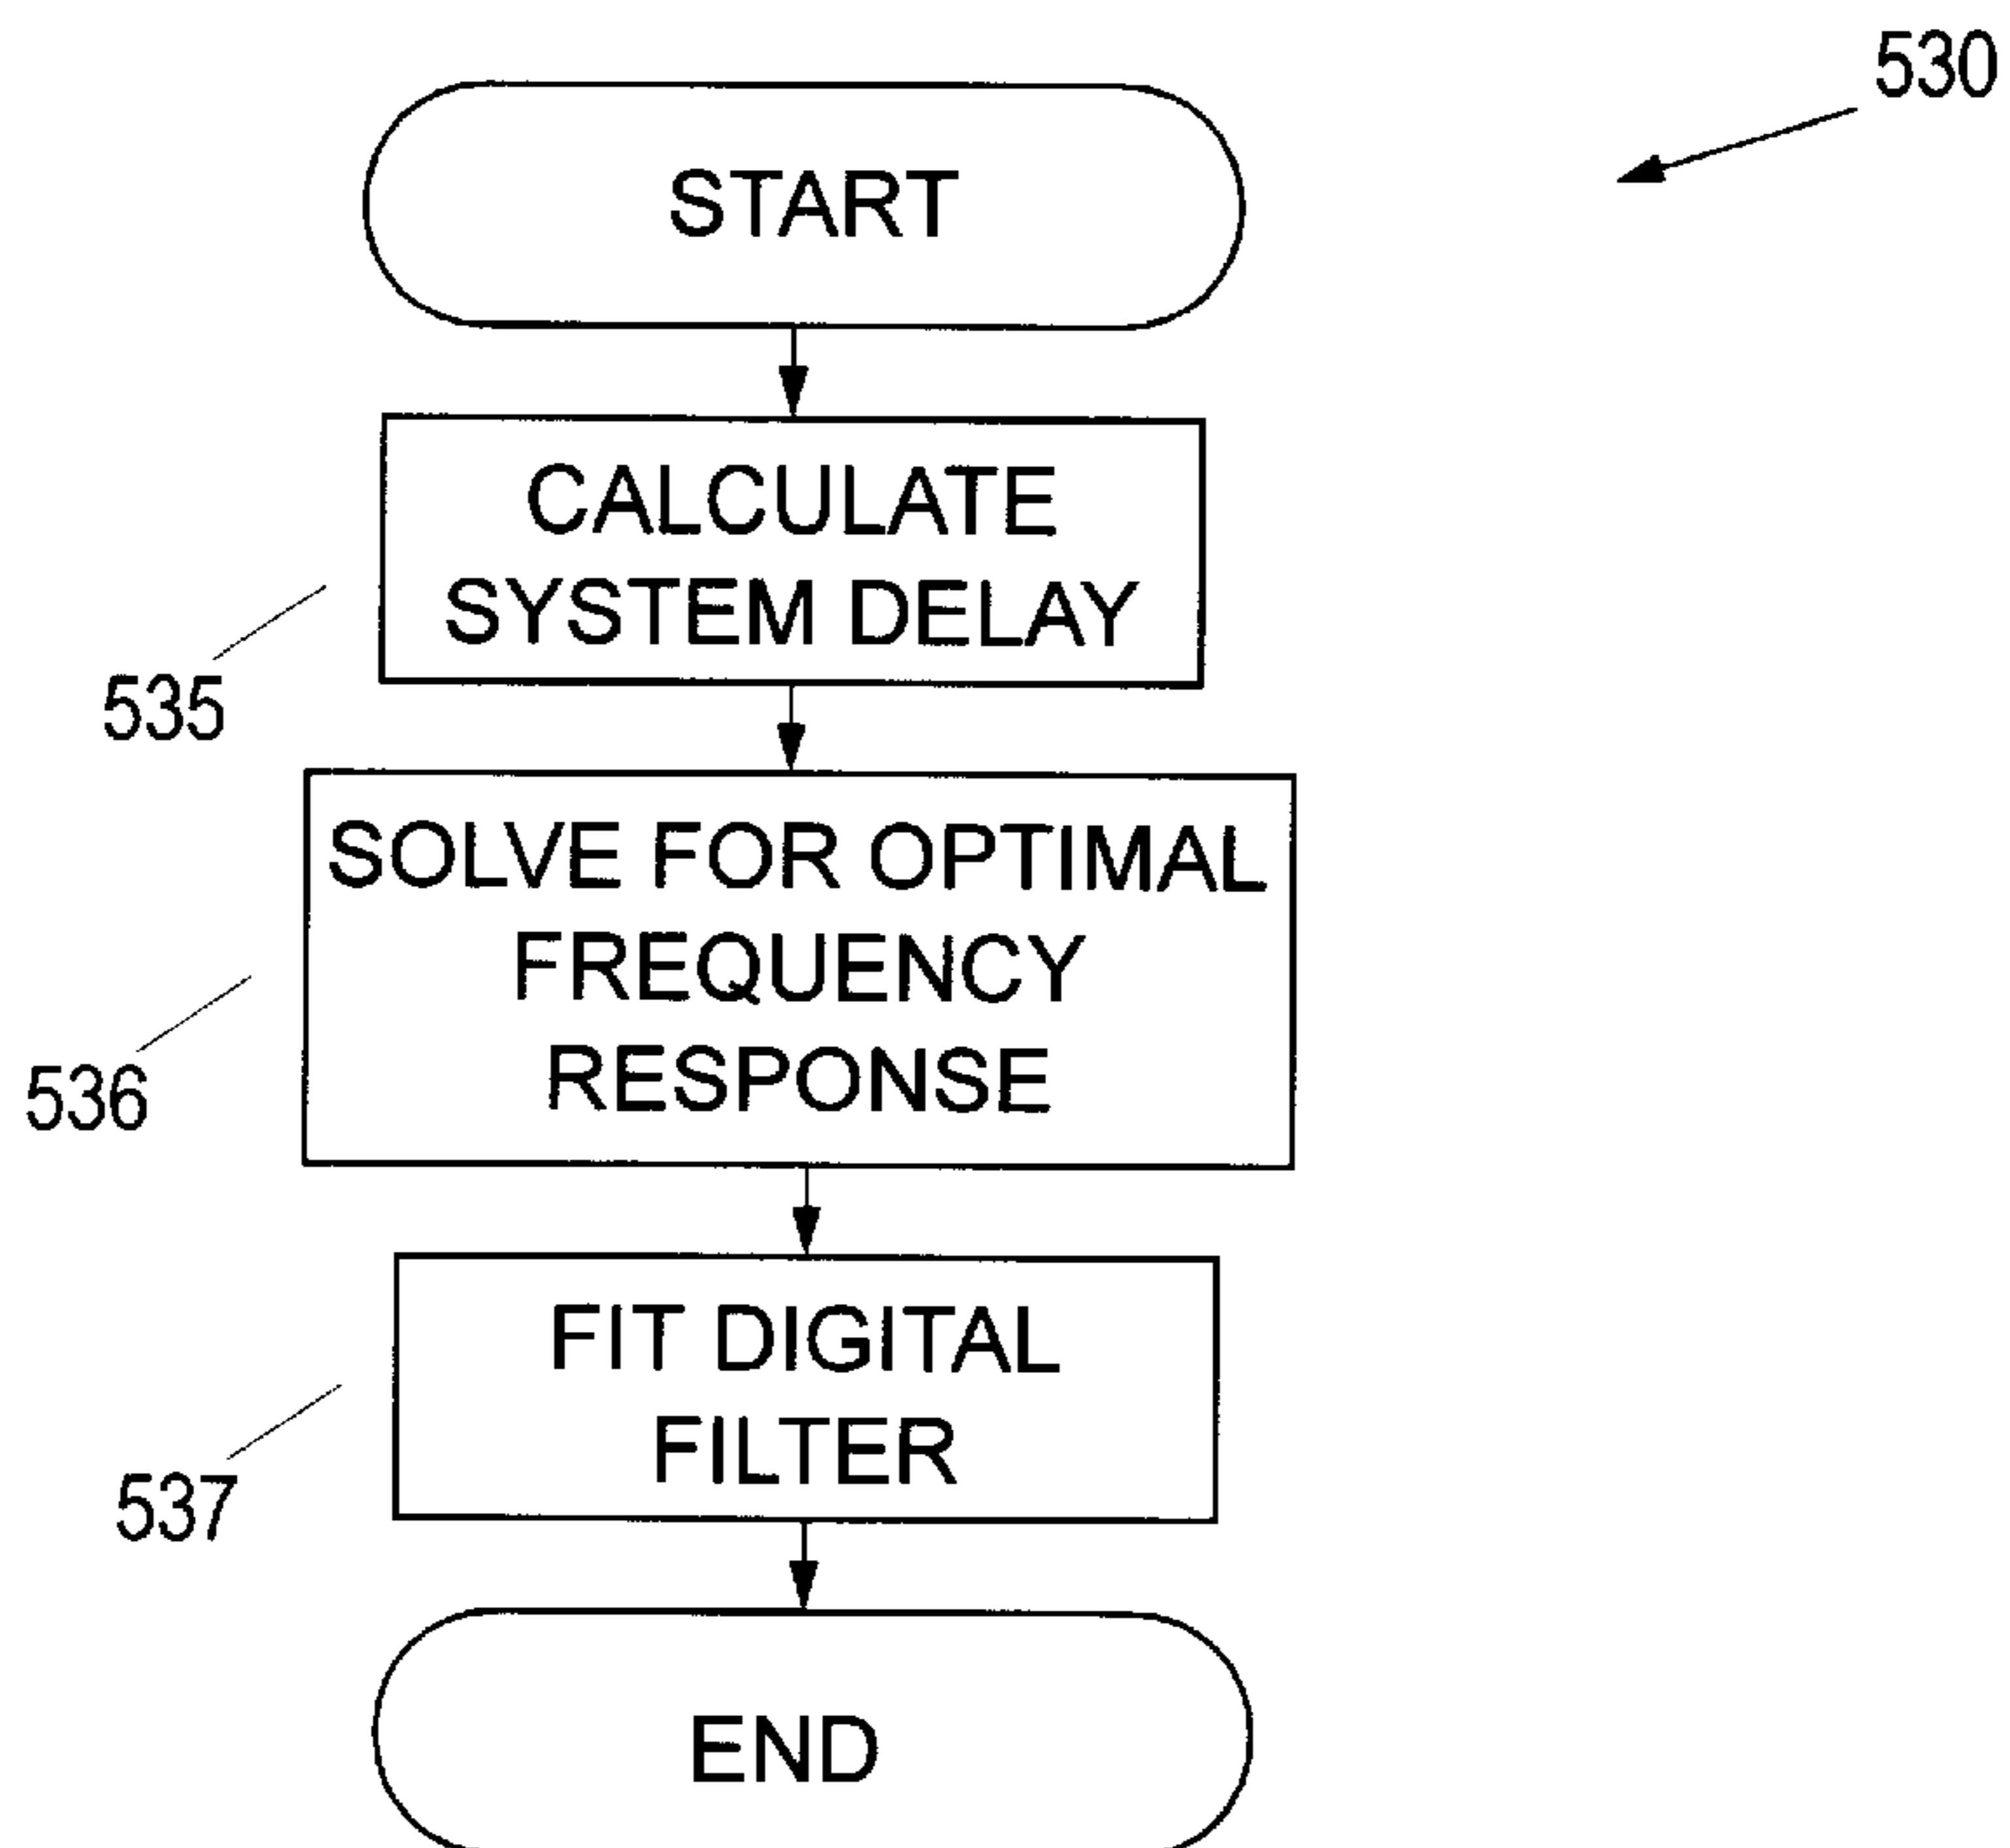 530
START
CALCULATE
SYSTEM DELAY
535
SOLVE FOR OPTIMAL
FREQUENCY
RESPONSE
536
FIT DIGITAL
FILTER
537
END